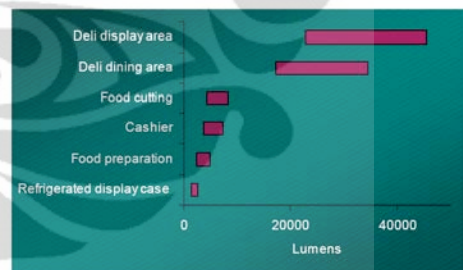 Deli display area
Deli dining area
Food cutting
Cashier
Food preparation
Refrigerated display case
0 20000 40000
Lumens